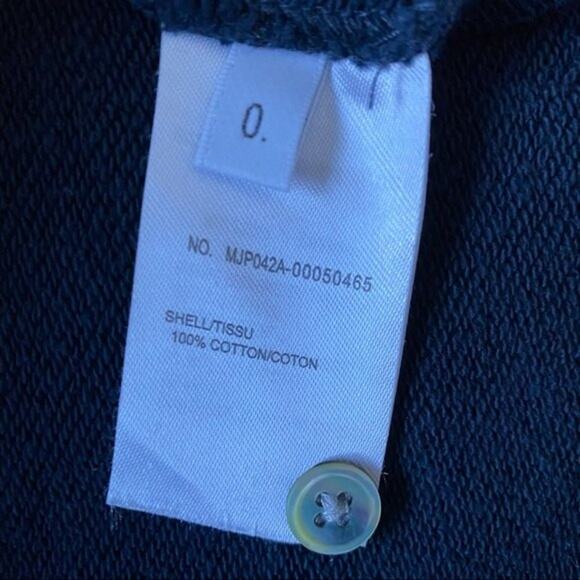 0.
NO. MJP042A-00050465
SHELL/TISSU
100% COTTON/COTON